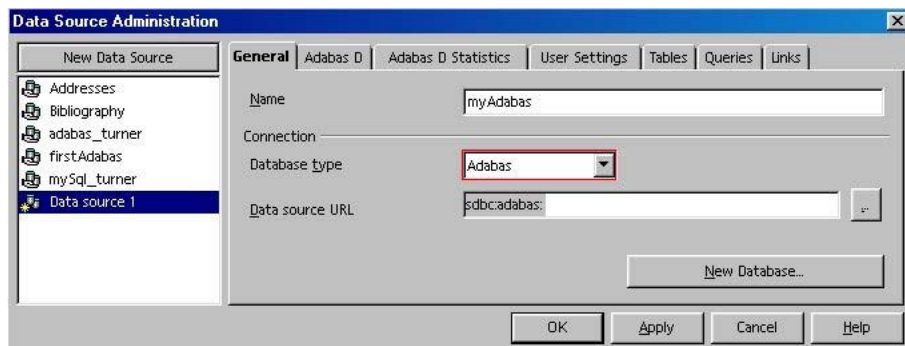 Data Source Administration
New Data Source
Addresses
Bibliography
adabas_turner
firstAdabas
mySql_turner
Data source 1
General Adabas D Adabas D Statistics User Settings Tables Queries Links
Name myAdabas
Connection
Database type Adabas
Data source URL sdbc:adabas: ...
New Database...
OK Apply Cancel Help